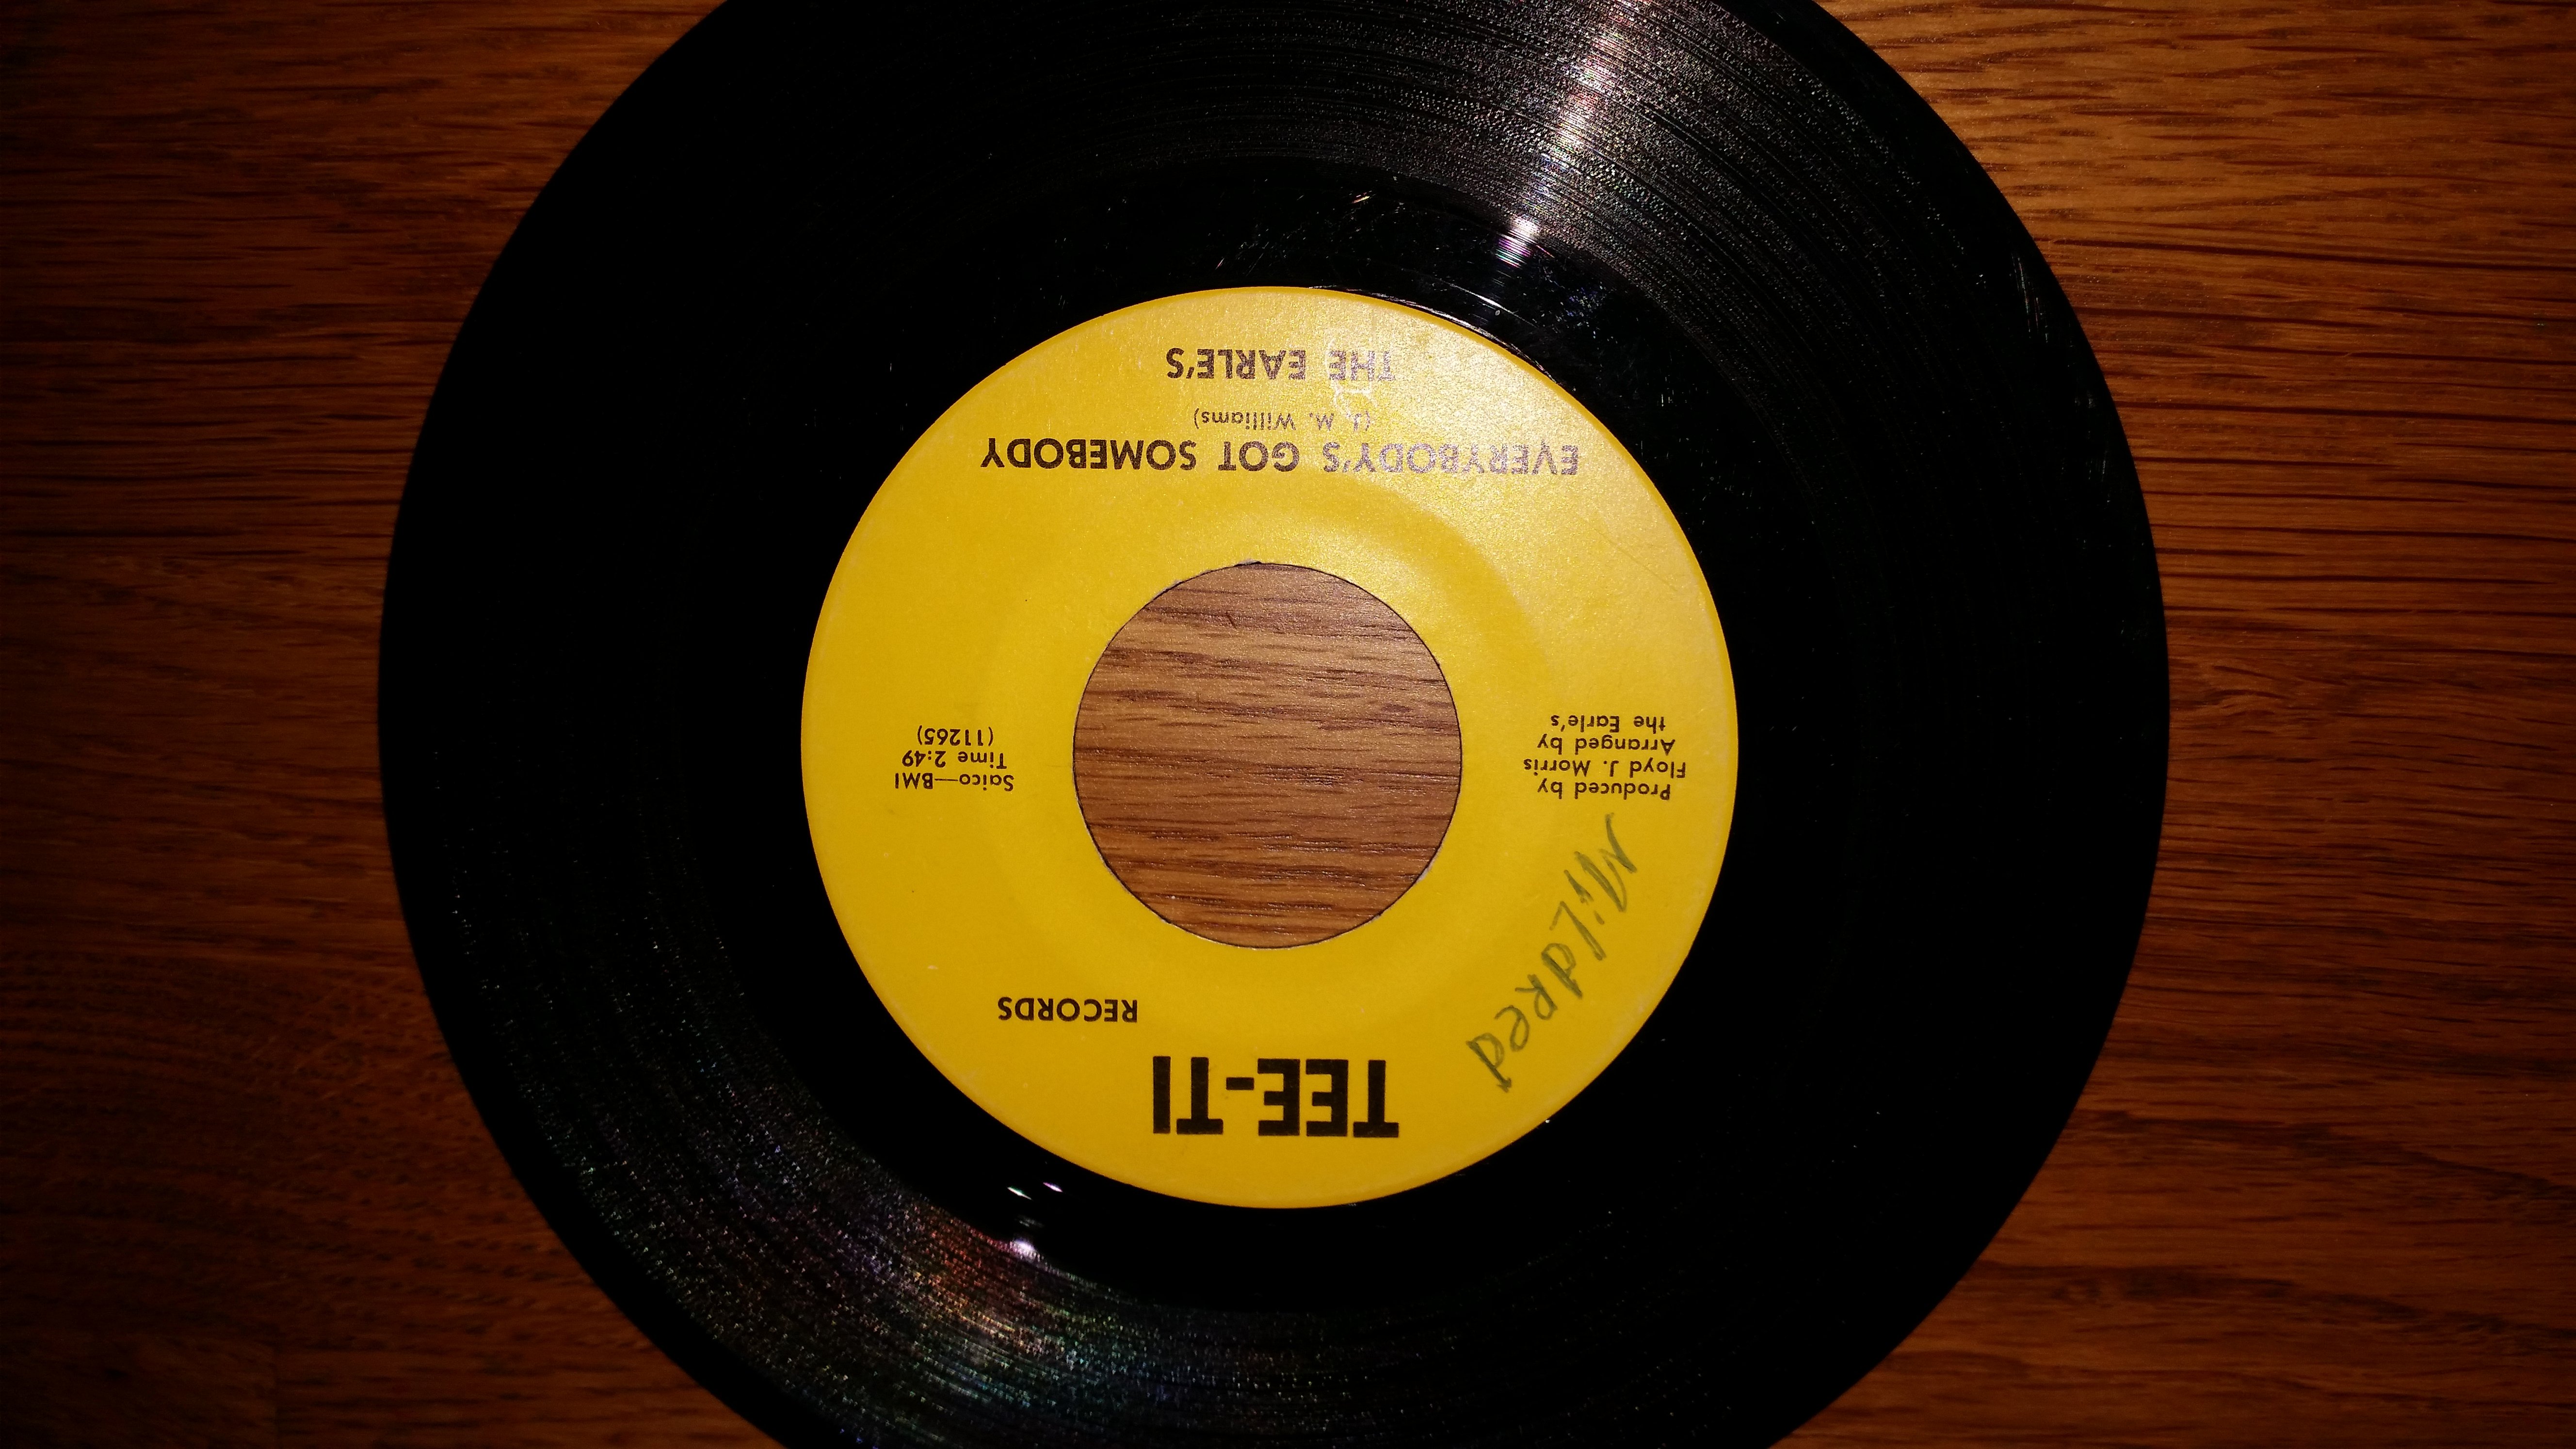 TEE-TI
RECORDS
Mildred
Produced by
Floyd J. Morris
Arranged by
the Earle's
Saico—BMI
Time 2:49
(11265)
EVERYBODY'S GOT SOMEBODY
(J. M. Williams)
THE EARLE'S